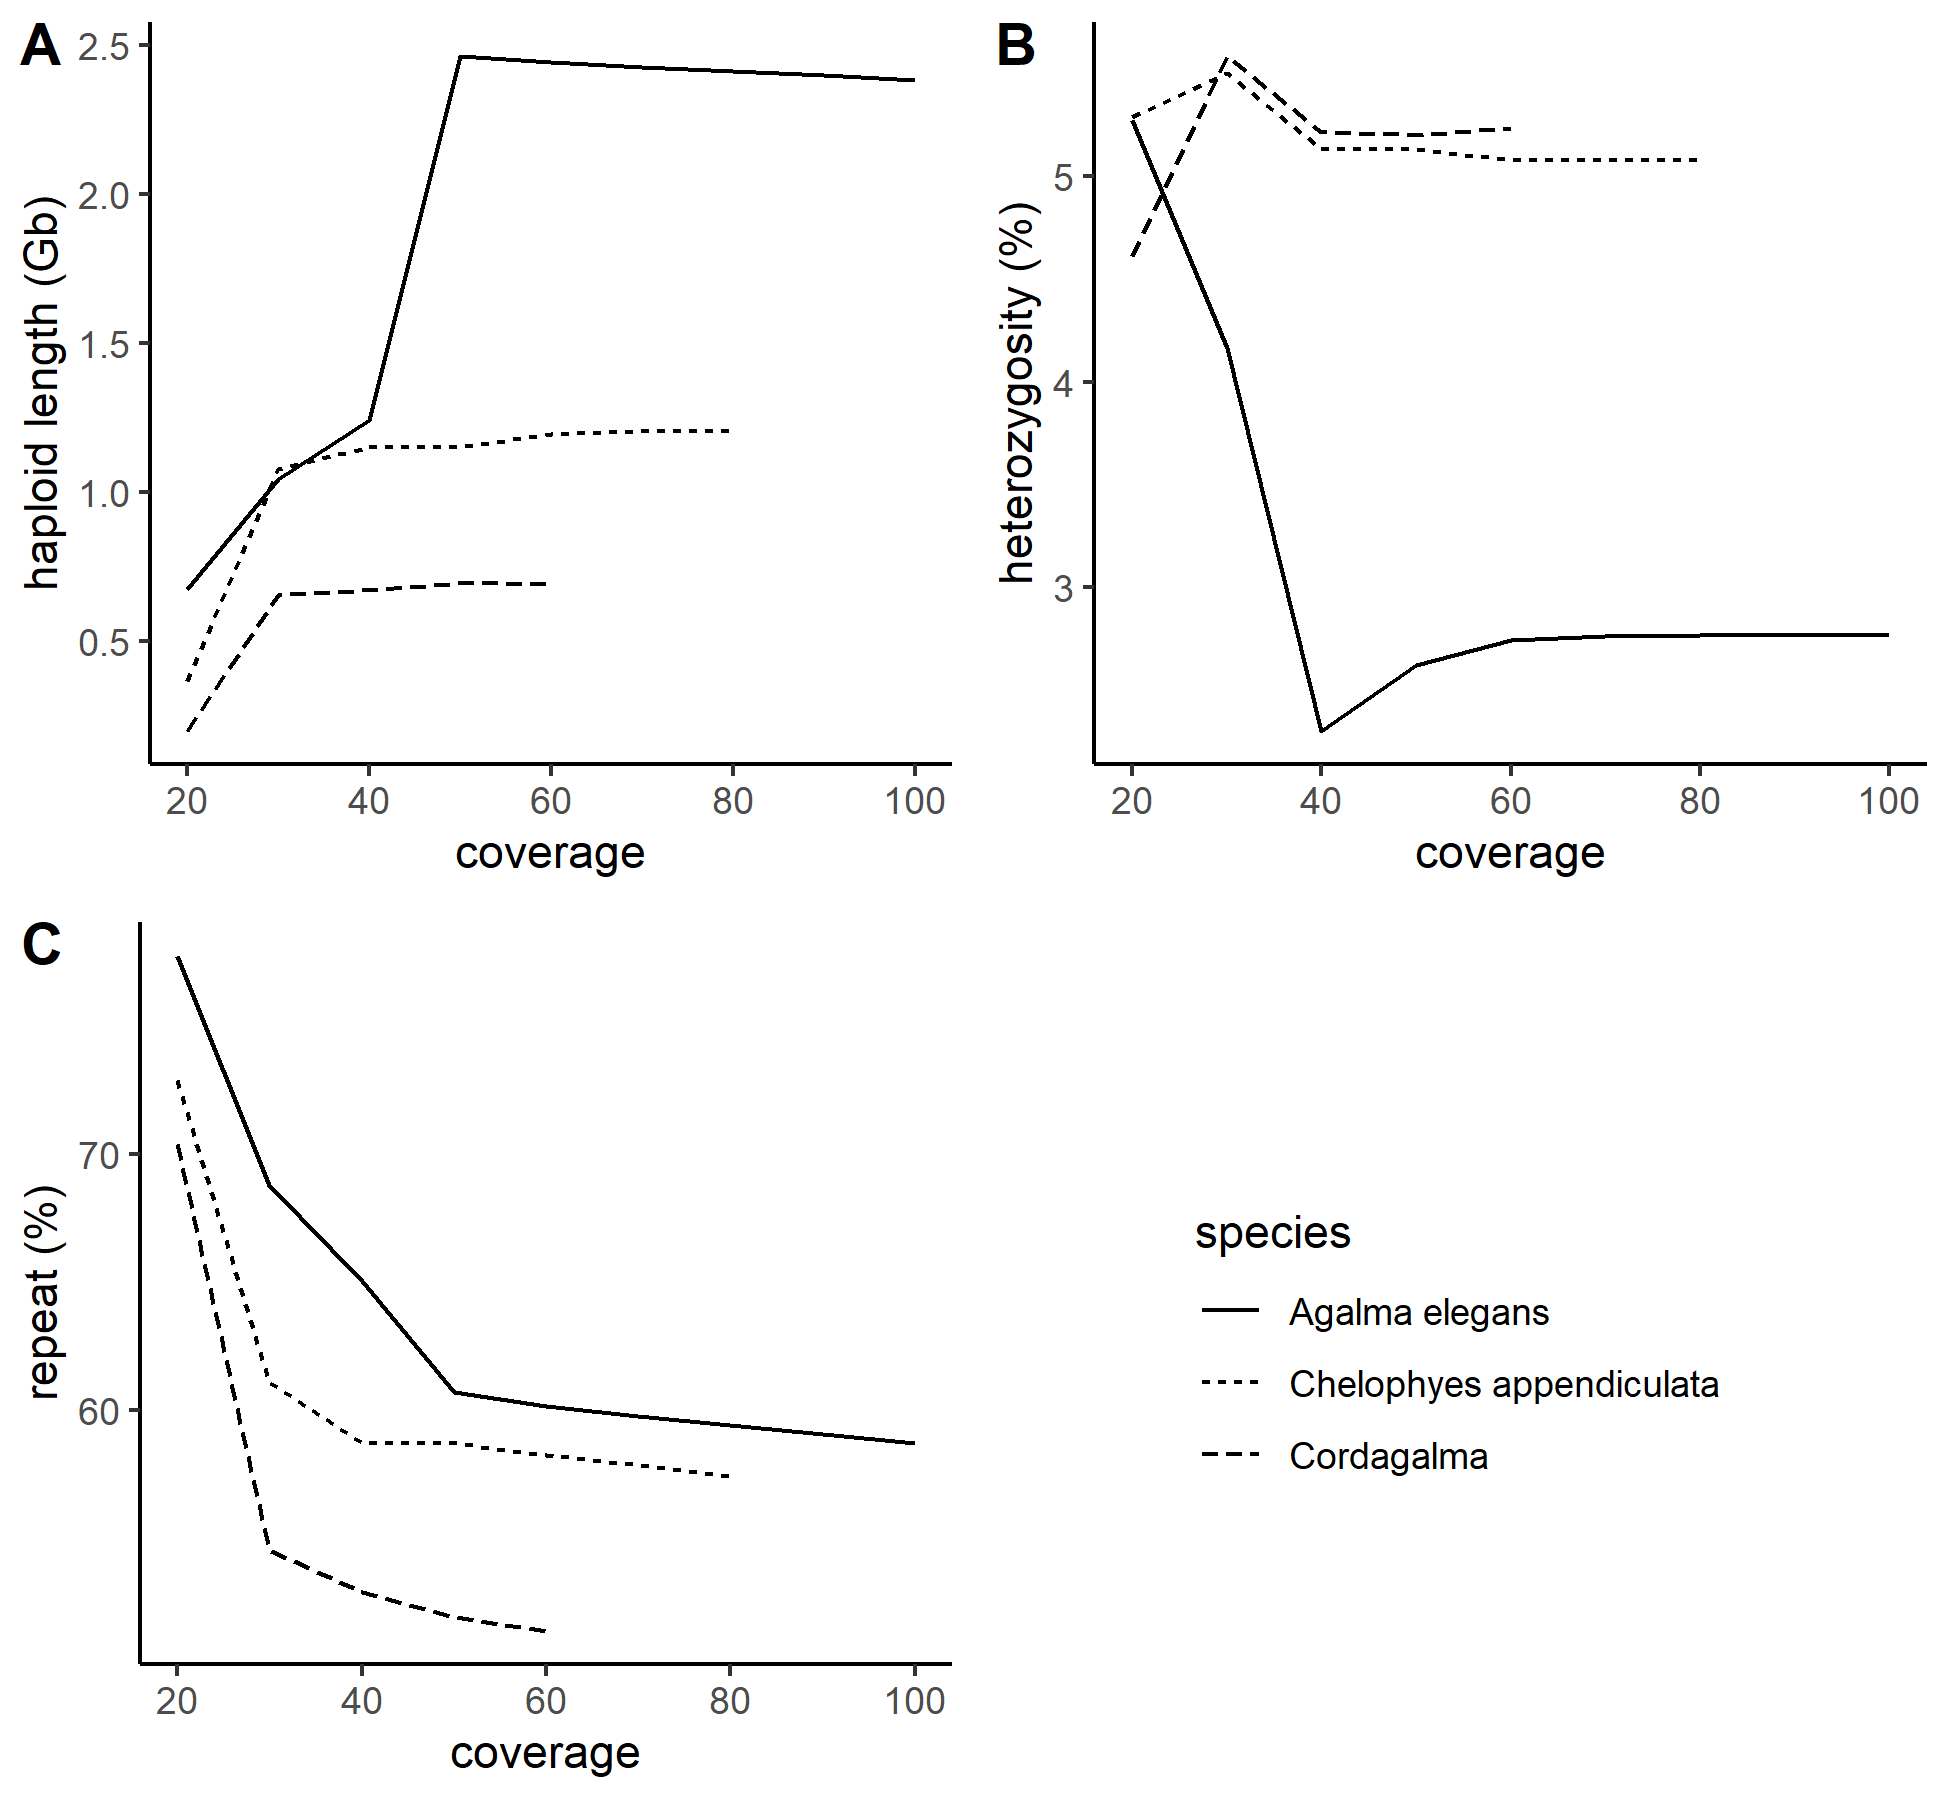 A
haploid length (Gb)
2.5
2.0
1.5
1.0
0.5
20 40 60 80 100
coverage
B
heterozygosity (%)
5
4
3
20 40 60 80 100
coverage
C
repeat (%)
70
60
20 40 60 80 100
coverage
species
Agalma elegans
Chelophyes appendiculata
Cordagalma